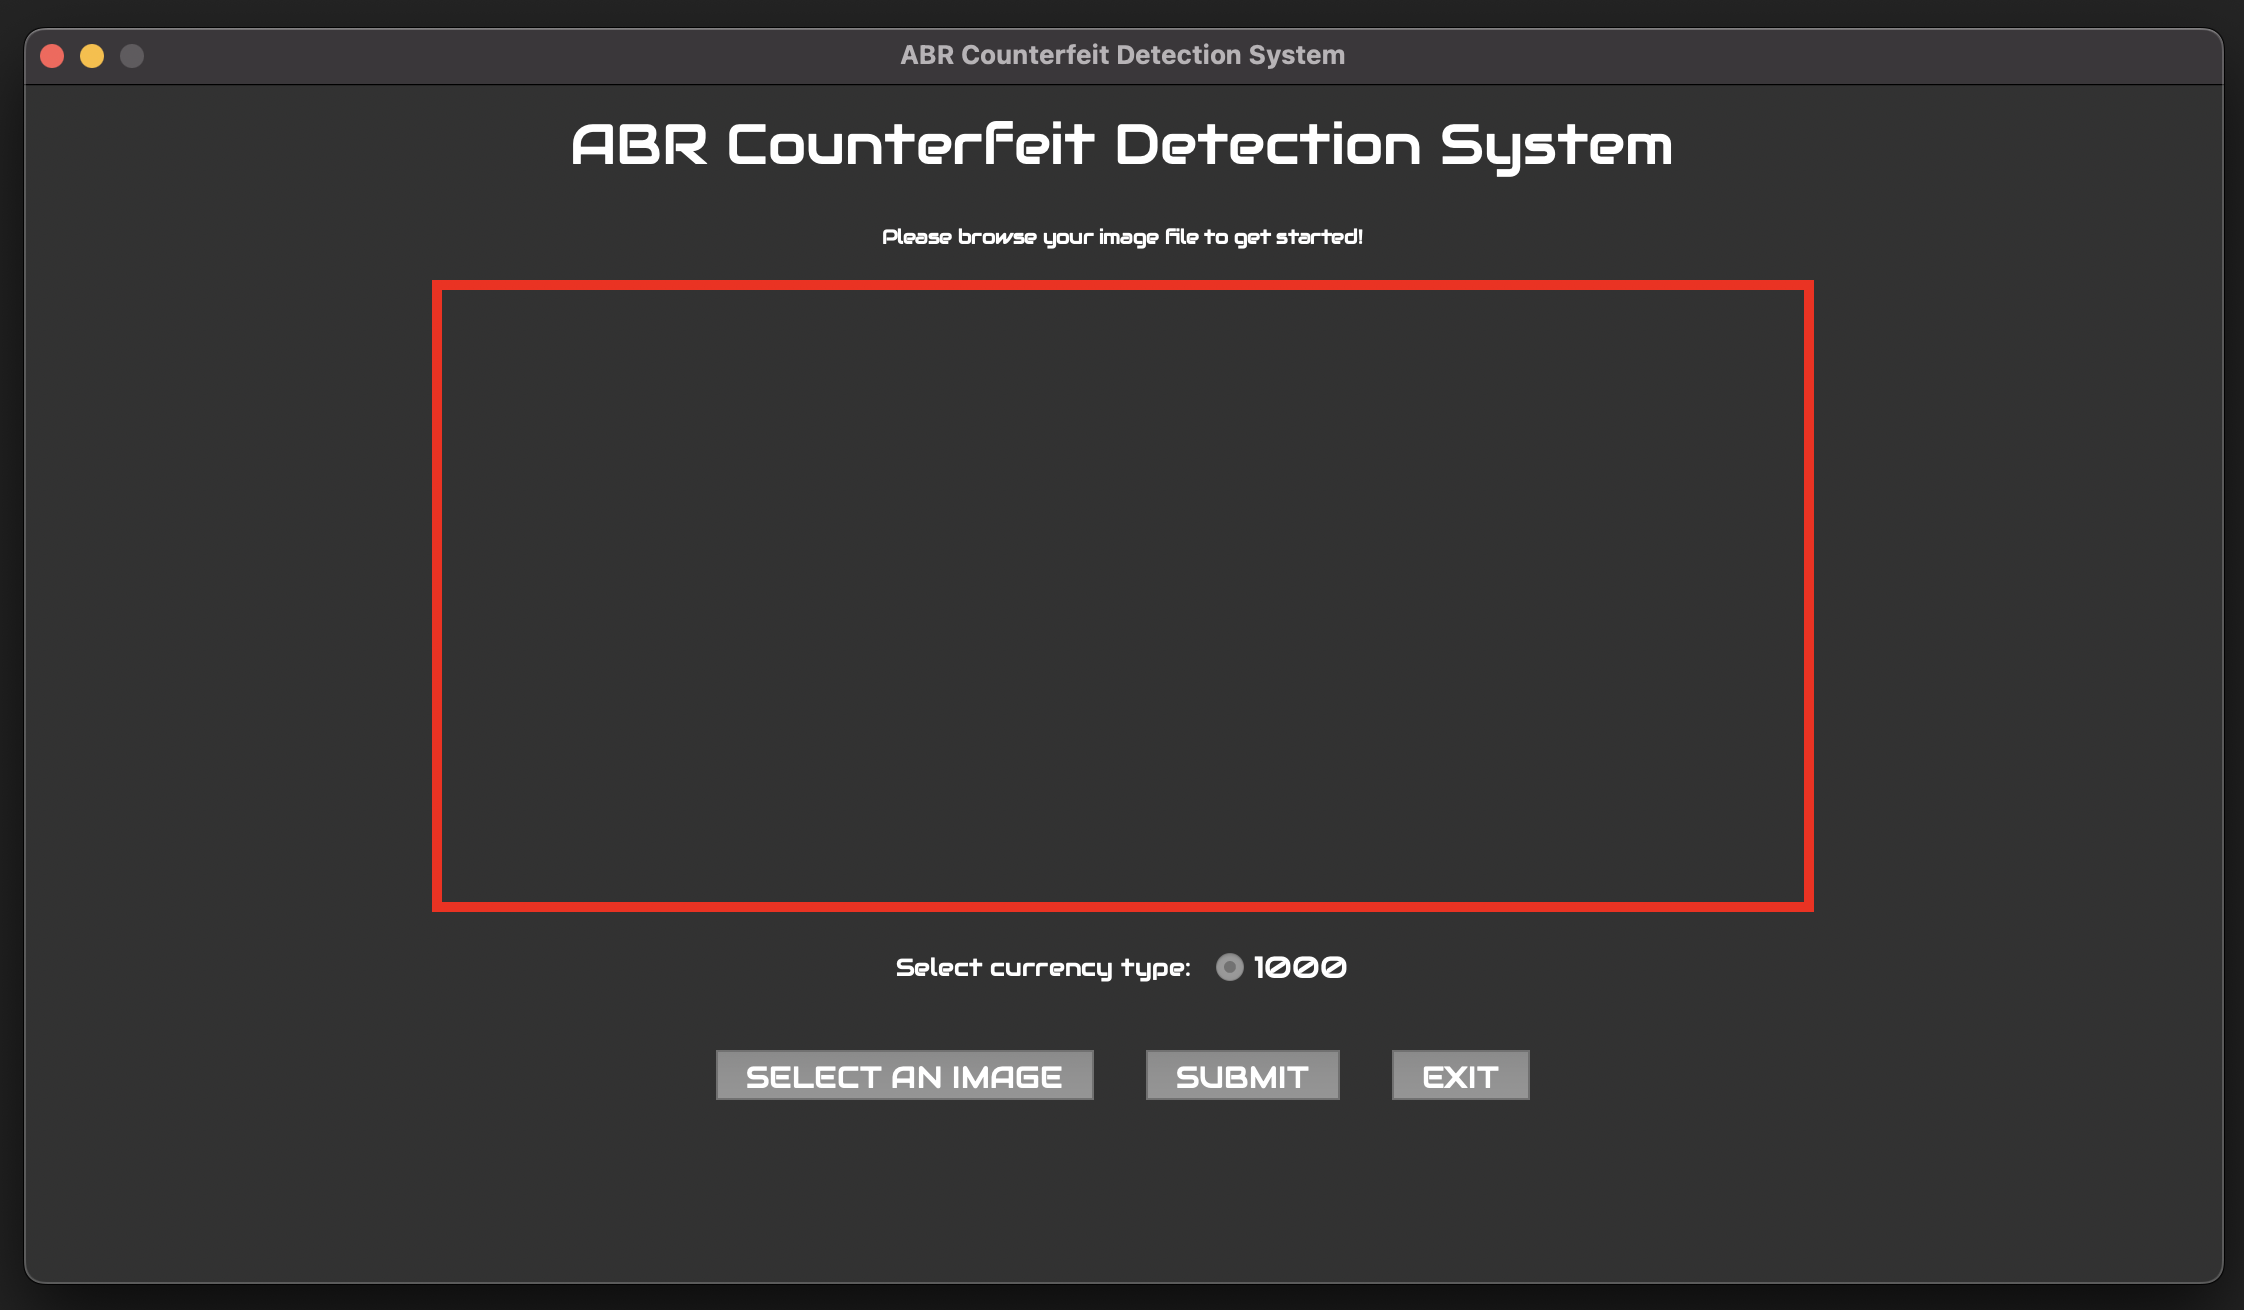 ABR Counterfeit Detection System
ABR Counterfeit Detection System
Please browse your image file to get started!
Select currency type: 1000
SELECT AN IMAGE SUBMIT EXIT